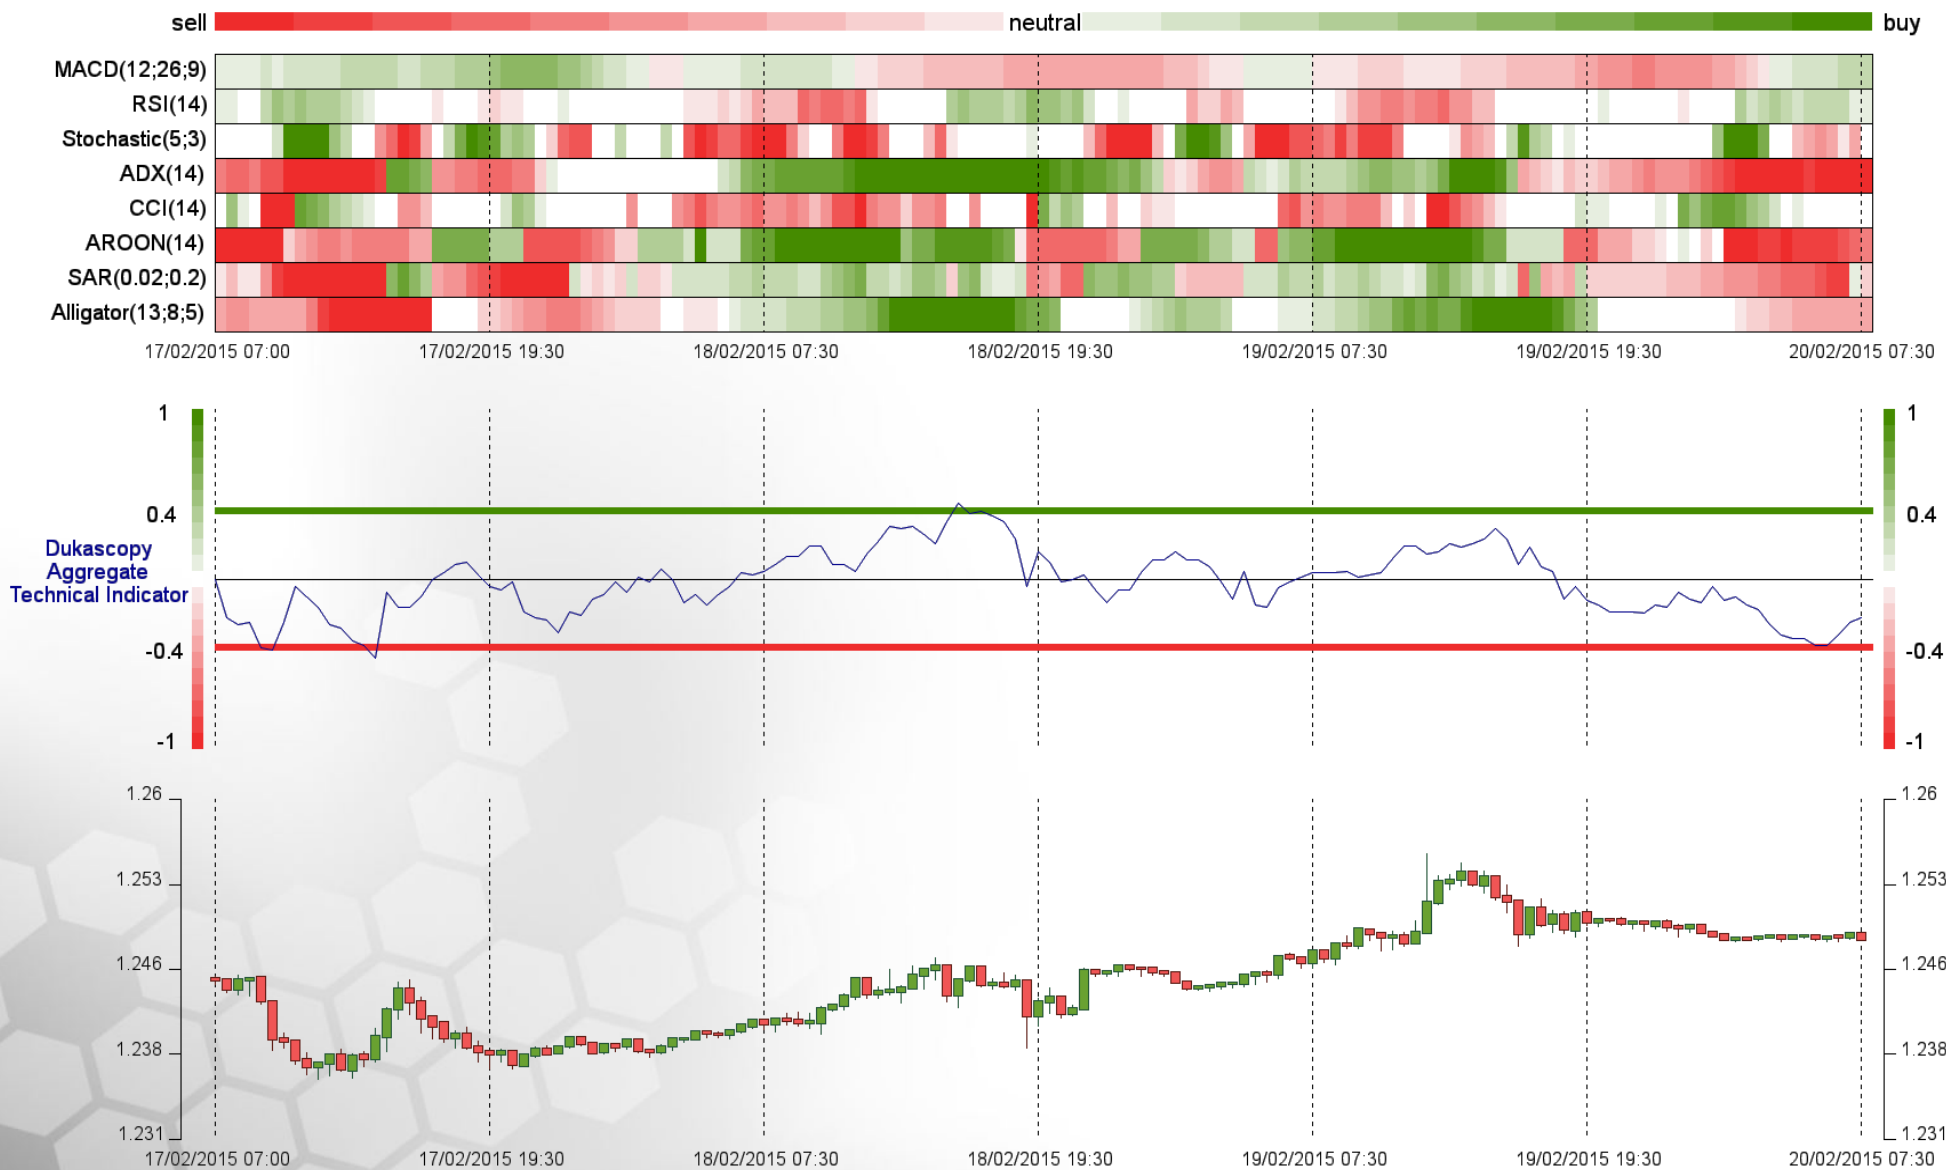 sell neutral buy
MACD(12;26;9)
RSI(14)
Stochastic(5;3)
ADX(14)
CCI(14)
AROON(14)
SAR(0.02;0.2)
Alligator(13;8;5)
17/02/2015 07:00 17/02/2015 19:30 18/02/2015 07:30 18/02/2015 19:30 19/02/2015 07:30 19/02/2015 19:30 20/02/2015 07:30
1 1
0.4 0.4
Dukascopy
Aggregate
Technical Indicator
-0.4 -0.4
-1 -1
1.26 1.26
1.253 1.253
1.246 1.246
1.238 1.238
1.231 1.231
17/02/2015 07:00 17/02/2015 19:30 18/02/2015 07:30 18/02/2015 19:30 19/02/2015 07:30 19/02/2015 19:30 20/02/2015 07:30